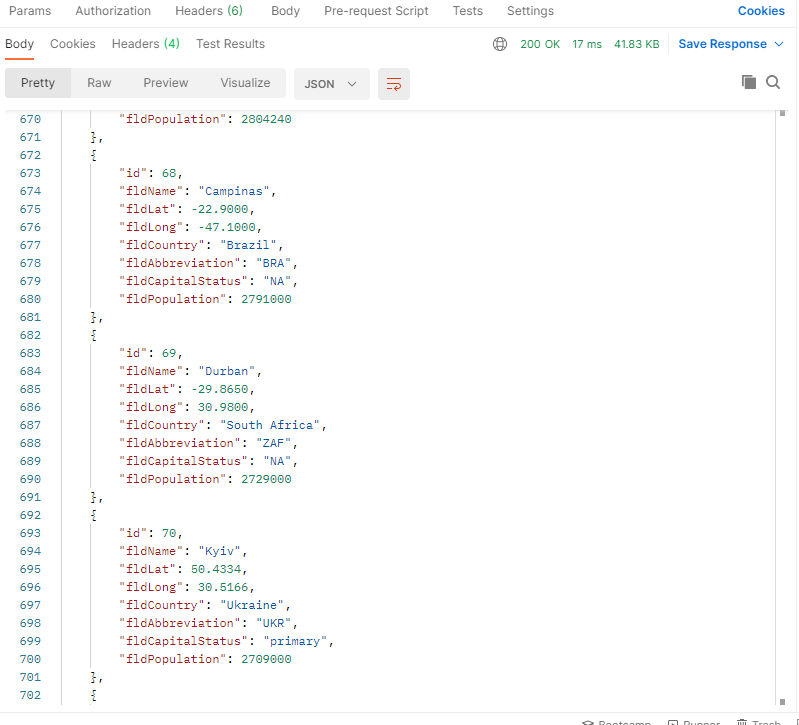 Params Authorization Headers (6) Body Pre-request Script Tests Settings Cookies
Body Cookies Headers (4) Test Results 200 OK 17 ms 41.83 KB Save Response
Pretty Raw Preview Visualize JSON
670 "fldPopulation": 2804240
671 },
672 {
673 "id": 68,
674 "fldName": "Campinas",
675 "fldLat": -22.9000,
676 "fldLong": -47.1000,
677 "fldCountry": "Brazil",
678 "fldAbbreviation": "BRA",
679 "fldCapitalStatus": "NA",
680 "fldPopulation": 2791000
681 },
682 {
683 "id": 69,
684 "fldName": "Durban",
685 "fldLat": -29.8650,
686 "fldLong": 30.9800,
687 "fldCountry": "South Africa",
688 "fldAbbreviation": "ZAF",
689 "fldCapitalStatus": "NA",
690 "fldPopulation": 2729000
691 },
692 {
693 "id": 70,
694 "fldName": "Kyiv",
695 "fldLat": 50.4334,
696 "fldLong": 30.5166,
697 "fldCountry": "Ukraine",
698 "fldAbbreviation": "UKR",
699 "fldCapitalStatus": "primary",
700 "fldPopulation": 2709000
701 },
702 {
Bootcamp Runner Trash